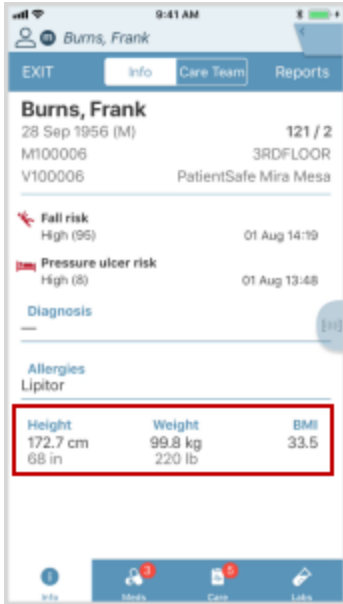 9:41 AM
Burns, Frank
EXIT Info Care Team Reports
Burns, Frank
28 Sep 1956 (M) 121 / 2
M100006 3RDFLOOR
V100006 PatientSafe Mira Mesa
Fall risk
High (95) 01 Aug 14:19
Pressure ulcer risk
High (8) 01 Aug 13:48
Diagnosis
—
Allergies
Lipitor
Height Weight BMI
172.7 cm 99.8 kg 33.5
68 in 220 lb
3 5
Info Meds Care Labs